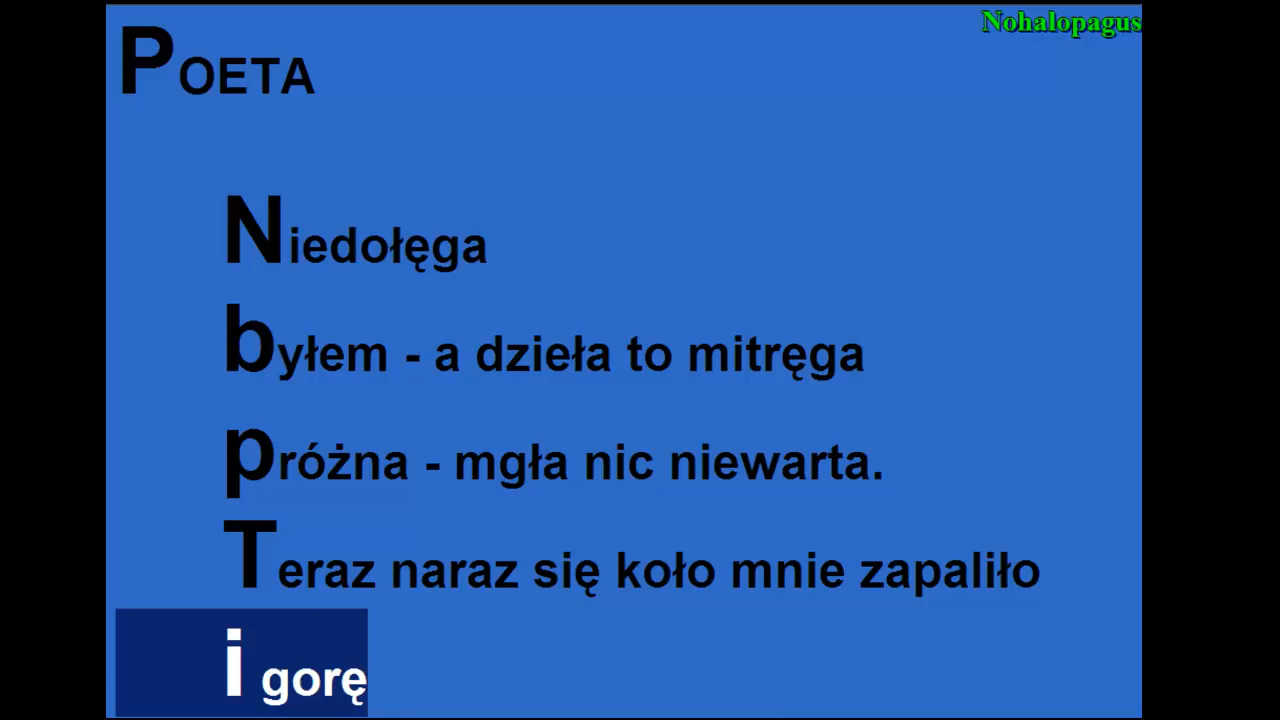 Nohalopagus
POETA
Niedołęga
byłem - a dzieła to mitręga
próżna - mgła nic niewarta.
Teraz naraz się koło mnie zapaliło
i gorę